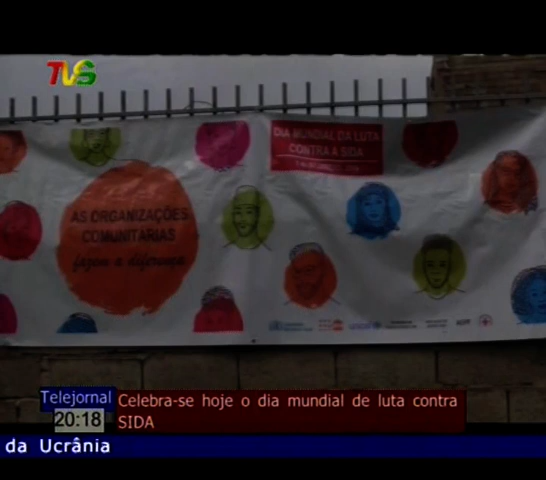 TVS
DIA MUNDIAL DA LUTA
CONTRA A SIDA
AS ORGANIZAÇÕES
COMUNITÁRIAS
fazem a diferença
Telejornal
20:18
Celebra-se hoje o dia mundial de luta contra
SIDA
da Ucrânia